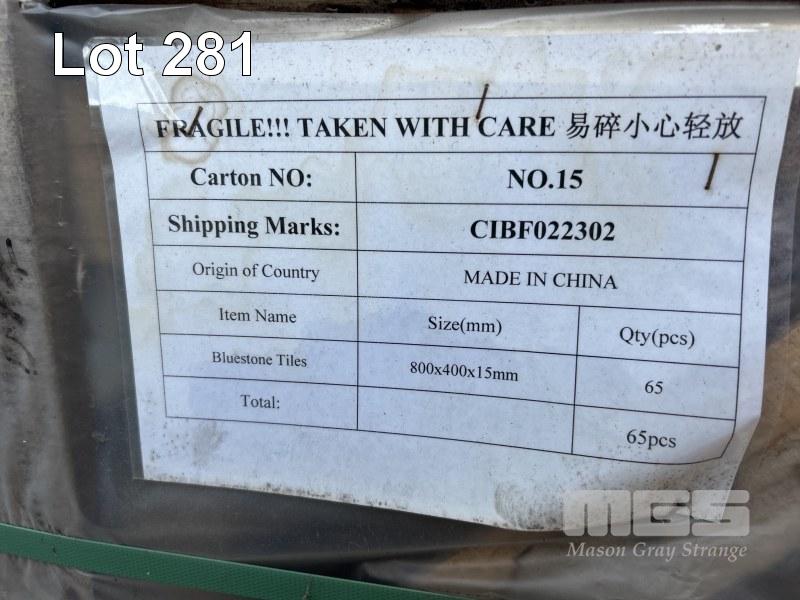 Lot 281
FRAGILE!!! TAKEN WITH CARE 易碎小心轻放
Carton NO: NO.15
Shipping Marks: CIBF022302
Origin of Country MADE IN CHINA
Item Name Size(mm) Qty(pcs)
Bluestone Tiles 800x400x15mm 65
Total: 65pcs
MGS
Mason Gray Strange